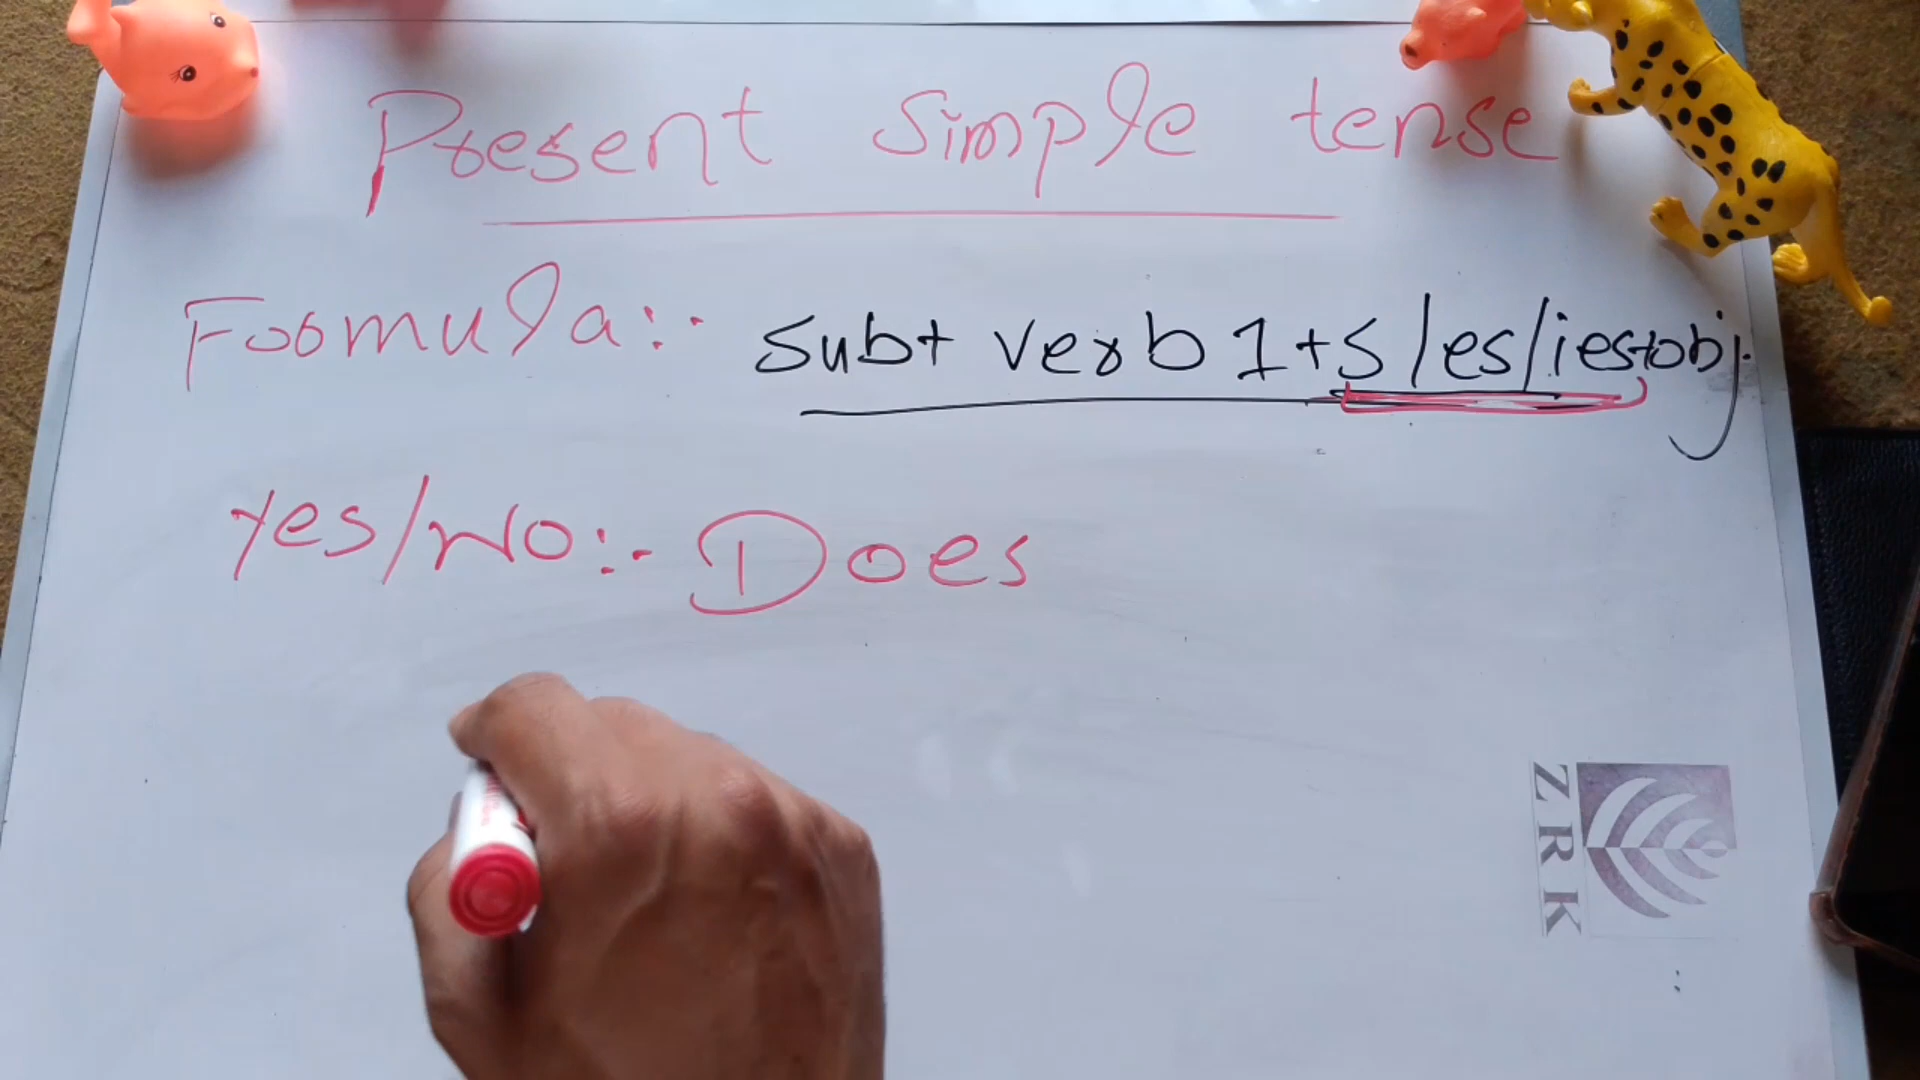 Present simple tense
Formula:-
Sub+ verb 1+s/es/ies+obj.
Yes/No:- Does
ZRK